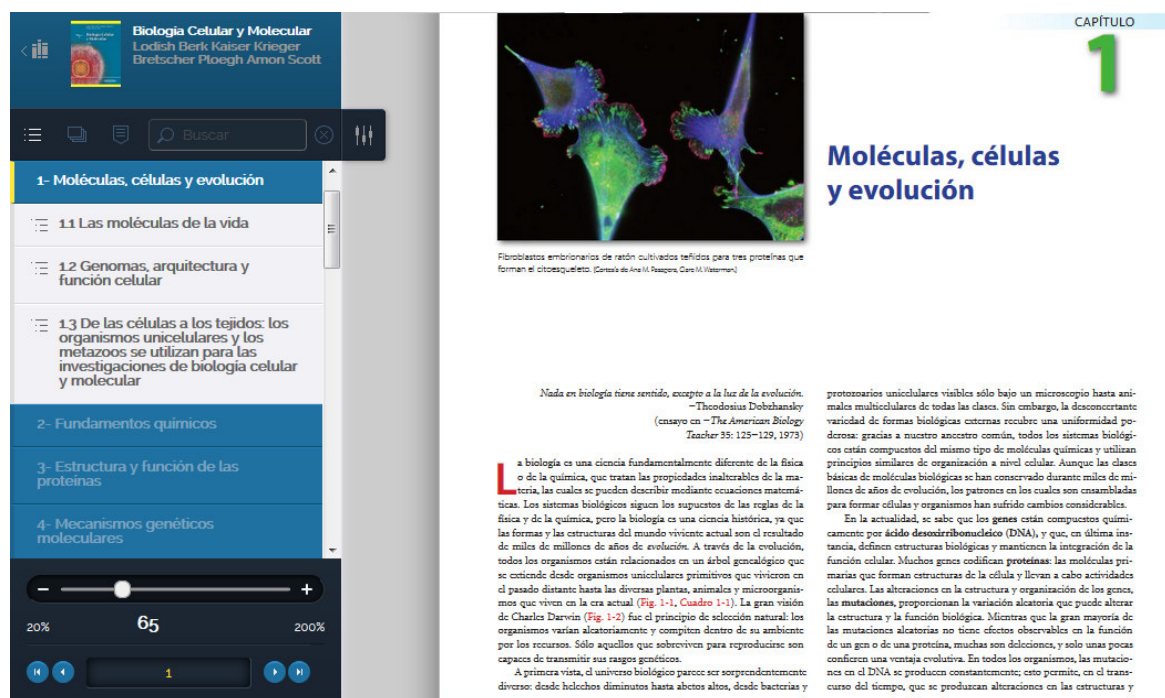 Biología Celular y Molecular
Lodish Berk Kaiser Krieger
Bretscher Ploegh Amon Scott
Buscar
1- Moléculas, células y evolución
1.1 Las moléculas de la vida
1.2 Genomas, arquitectura y
función celular
1.3 De las células a los tejidos: los
organismos unicelulares y los
metazoos se utilizan para las
investigaciones de biología celular
y molecular
2- Fundamentos químicos
3- Estructura y función de las
proteínas
4- Mecanismos genéticos
moleculares
- +
20% 65 200%
1
CAPÍTULO
1
Moléculas, células
y evolución
Fibroblastos embrionarios de ratón cultivados teñidos para tres proteínas que
forman el citoesqueleto. (Cortesía de Ana M. Pasapera, Clare M. Waterman.)
Nada en biología tiene sentido, excepto a la luz de la evolución.
−Theodosius Dobzhansky
(ensayo en −The American Biology
Teacher 35: 125−129, 1973)
La biología es una ciencia fundamentalmente diferente de la física
o de la química, que tratan las propiedades inalterables de la ma-
teria, las cuales se pueden describir mediante ecuaciones matemá-
ticas. Los sistemas biológicos siguen los supuestos de las reglas de la
física y de la química, pero la biología es una ciencia histórica, ya que
las formas y las estructuras del mundo viviente actual son el resultado
de miles de millones de años de evolución. A través de la evolución,
todos los organismos están relacionados en un árbol genealógico que
se extiende desde organismos unicelulares primitivos que vivieron en
el pasado distante hasta las diversas plantas, animales y microorganis-
mos que viven en la era actual (Fig. 1-1, Cuadro 1-1). La gran visión
de Charles Darwin (Fig. 1-2) fue el principio de selección natural: los
organismos varían aleatoriamente y compiten dentro de su ambiente
por los recursos. Sólo aquellos que sobreviven para reproducirse son
capaces de transmitir sus rasgos genéticos.
A primera vista, el universo biológico parece ser sorprendentemente
diverso: desde helechos diminutos hasta abetos altos, desde bacterias y
protozoarios unicelulares visibles sólo bajo un microscopio hasta ani-
males multicelulares de todas las clases. Sin embargo, la desconcertante
variedad de formas biológicas externas recubre una uniformidad po-
derosa: gracias a nuestro ancestro común, todos los sistemas biológi-
cos están compuestos del mismo tipo de moléculas químicas y utilizan
principios similares de organización a nivel celular. Aunque las clases
básicas de moléculas biológicas se han conservado durante miles de mi-
llones de años de evolución, los patrones en los cuales son ensambladas
para formar células y organismos han sufrido cambios considerables.
En la actualidad, se sabe que los genes están compuestos quími-
camente por ácido desoxirribonucleico (DNA), y que, en última ins-
tancia, definen estructuras biológicas y mantienen la integración de la
función celular. Muchos genes codifican proteínas: las moléculas pri-
marias que forman estructuras de la célula y llevan a cabo actividades
celulares. Las alteraciones en la estructura y organización de los genes,
las mutaciones, proporcionan la variación aleatoria que puede alterar
la estructura y la función biológica. Mientras que la gran mayoría de
las mutaciones aleatorias no tiene efectos observables en la función
de un gen o de una proteína, muchas son deleciones, y solo unas pocas
confieren una ventaja evolutiva. En todos los organismos, las mutacio-
nes en el DNA se producen constantemente; esto permite, en el trans-
curso del tiempo, que se produzcan alteraciones en las estructuras y